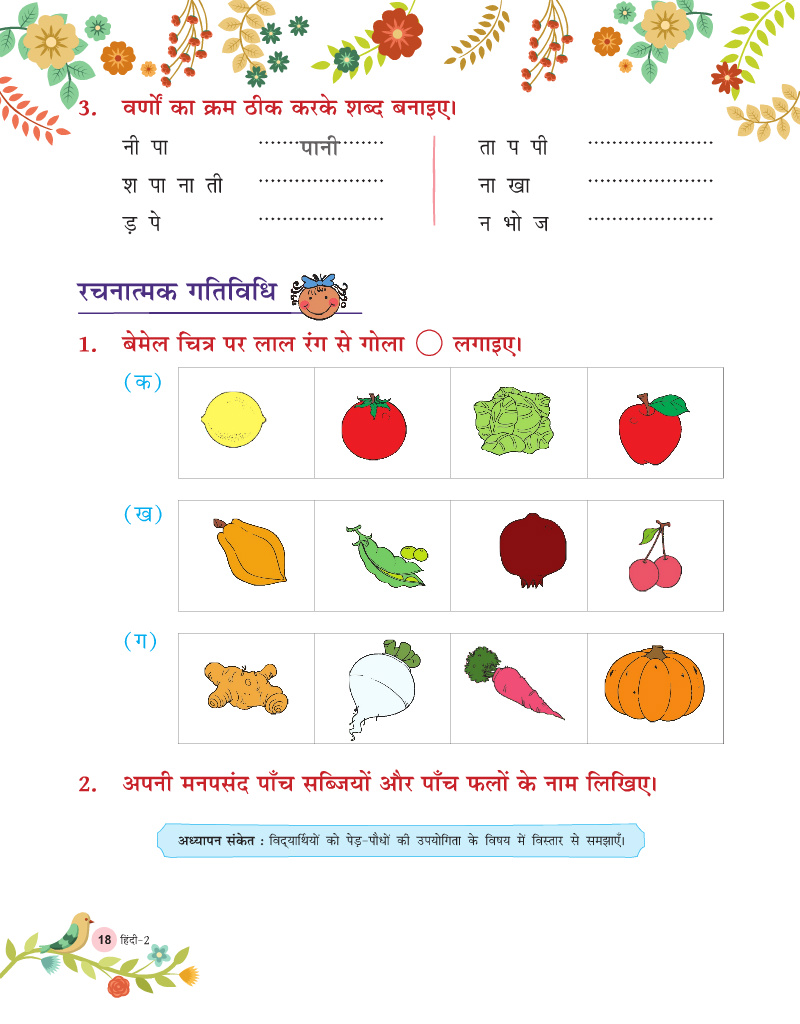 3. वर्णों का क्रम ठीक करके शब्द बनाइए।
नी पा ........पानी........ ता प पी ........................
श पा ना ती ........................ ना खा ........................
ड़ पे ........................ न भो ज ........................
रचनात्मक गतिविधि
1. बेमेल चित्र पर लाल रंग से गोला ◯ लगाइए।
(क)
(ख)
(ग)
2. अपनी मनपसंद पाँच सब्जियों और पाँच फलों के नाम लिखिए।
अध्यापन संकेत : विद्यार्थियों को पेड़-पौधों की उपयोगिता के विषय में विस्तार से समझाएँ।
18 हिंदी-2